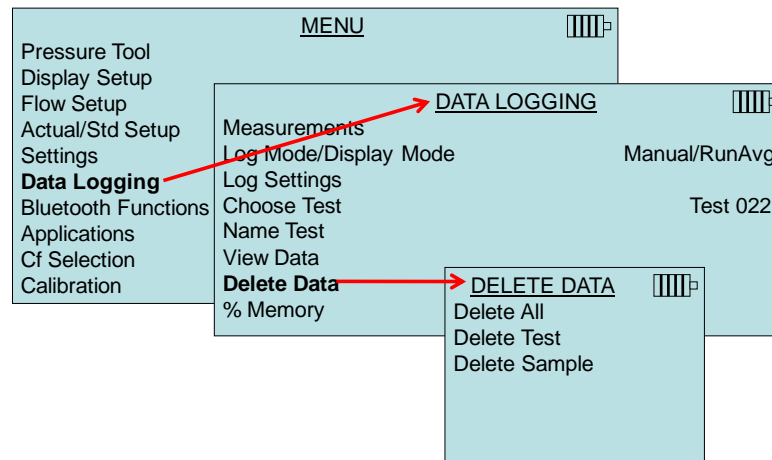 MENU
Pressure Tool
Display Setup
Flow Setup
Actual/Std Setup
Settings
Data Logging
Bluetooth Functions
Applications
Cf Selection
Calibration
DATA LOGGING
Measurements
Log Mode/Display Mode Manual/RunAvg
Log Settings
Choose Test Test 022
Name Test
View Data
Delete Data
% Memory
DELETE DATA
Delete All
Delete Test
Delete Sample